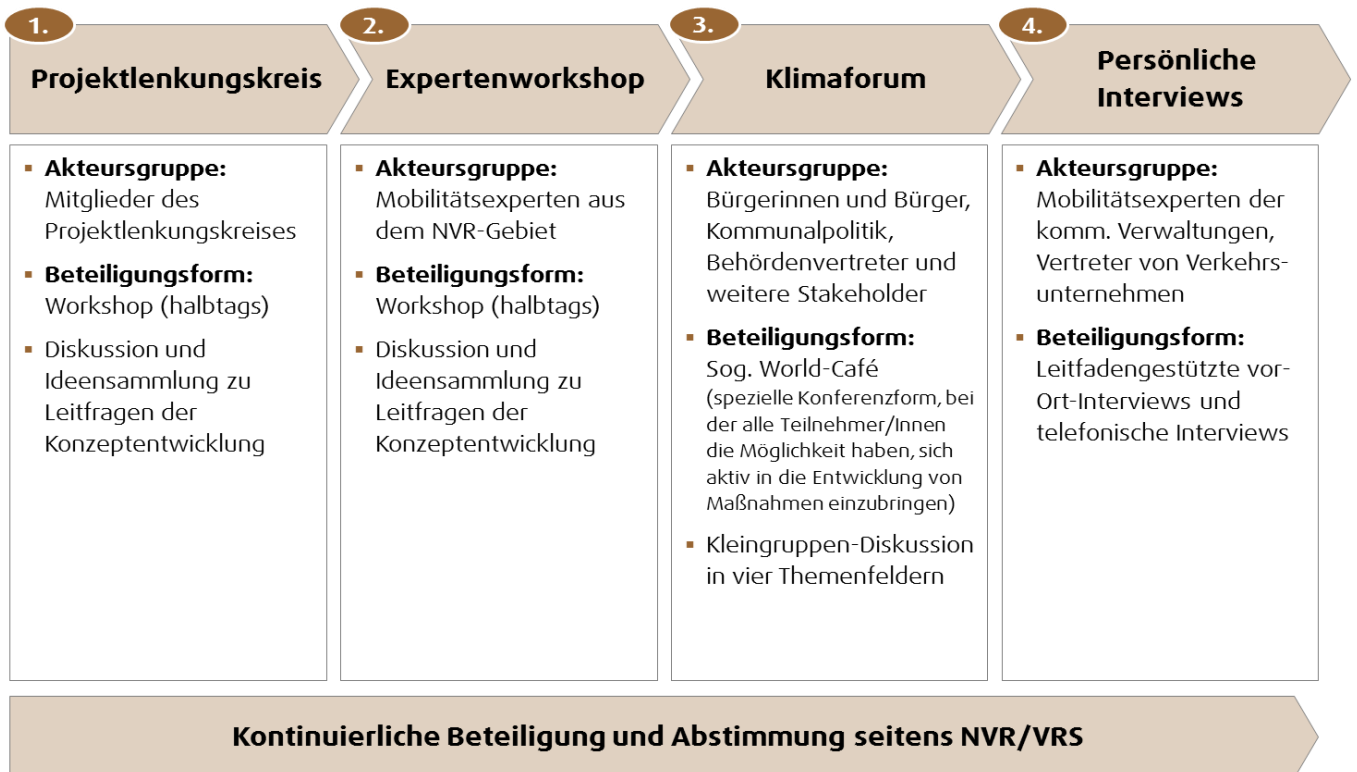 1.
Projektlenkungskreis
2.
Expertenworkshop
3.
Klimaforum
4.
Persönliche
Interviews
▪ Akteursgruppe:
Mitglieder des
Projektlenkungskreises
▪ Beteiligungsform:
Workshop (halbtags)
▪ Diskussion und
Ideensammlung zu
Leitfragen der
Konzeptentwicklung
▪ Akteursgruppe:
Mobilitätsexperten aus
dem NVR-Gebiet
▪ Beteiligungsform:
Workshop (halbtags)
▪ Diskussion und
Ideensammlung zu
Leitfragen der
Konzeptentwicklung
▪ Akteursgruppe:
Bürgerinnen und Bürger,
Kommunalpolitik,
Behördenvertreter und
weitere Stakeholder
▪ Beteiligungsform:
Sog. World-Café
(spezielle Konferenzform, bei
der alle Teilnehmer/Innen
die Möglichkeit haben, sich
aktiv in die Entwicklung von
Maßnahmen einzubringen)
▪ Kleingruppen-Diskussion
in vier Themenfeldern
▪ Akteursgruppe:
Mobilitätsexperten der
komm. Verwaltungen,
Vertreter von Verkehrs-
unternehmen
▪ Beteiligungsform:
Leitfadengestützte vor-
Ort-Interviews und
telefonische Interviews
Kontinuierliche Beteiligung und Abstimmung seitens NVR/VRS